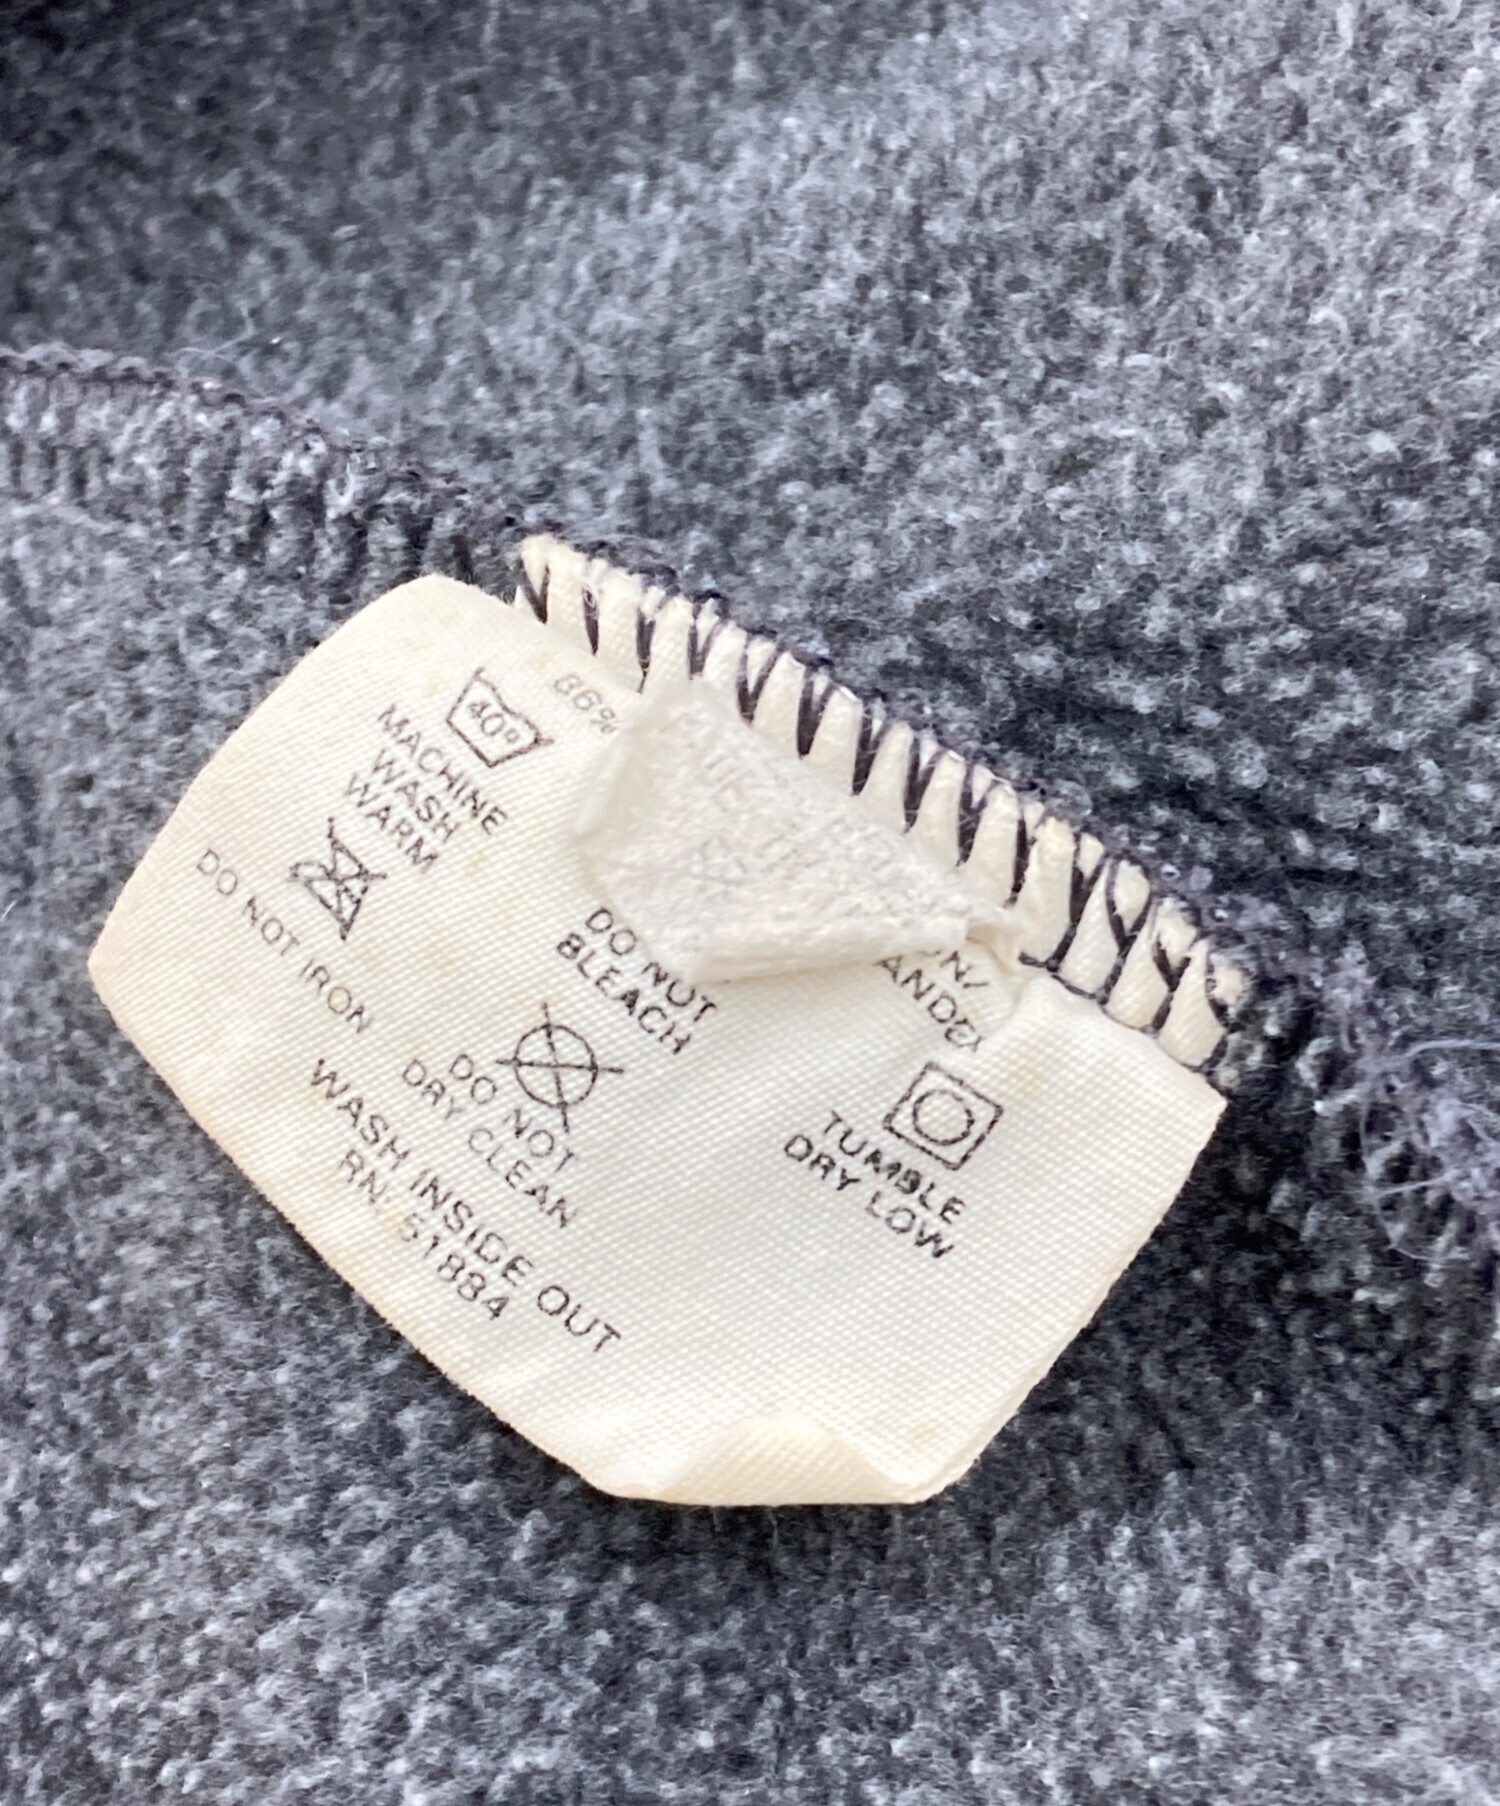 86%
40°
MACHINE
WASH
WARM
DO NOT IRON
DO NOT
BLEACH
DO NOT
DRY CLEAN
TUMBLE
DRY LOW
WASH INSIDE OUT
RN: 51884